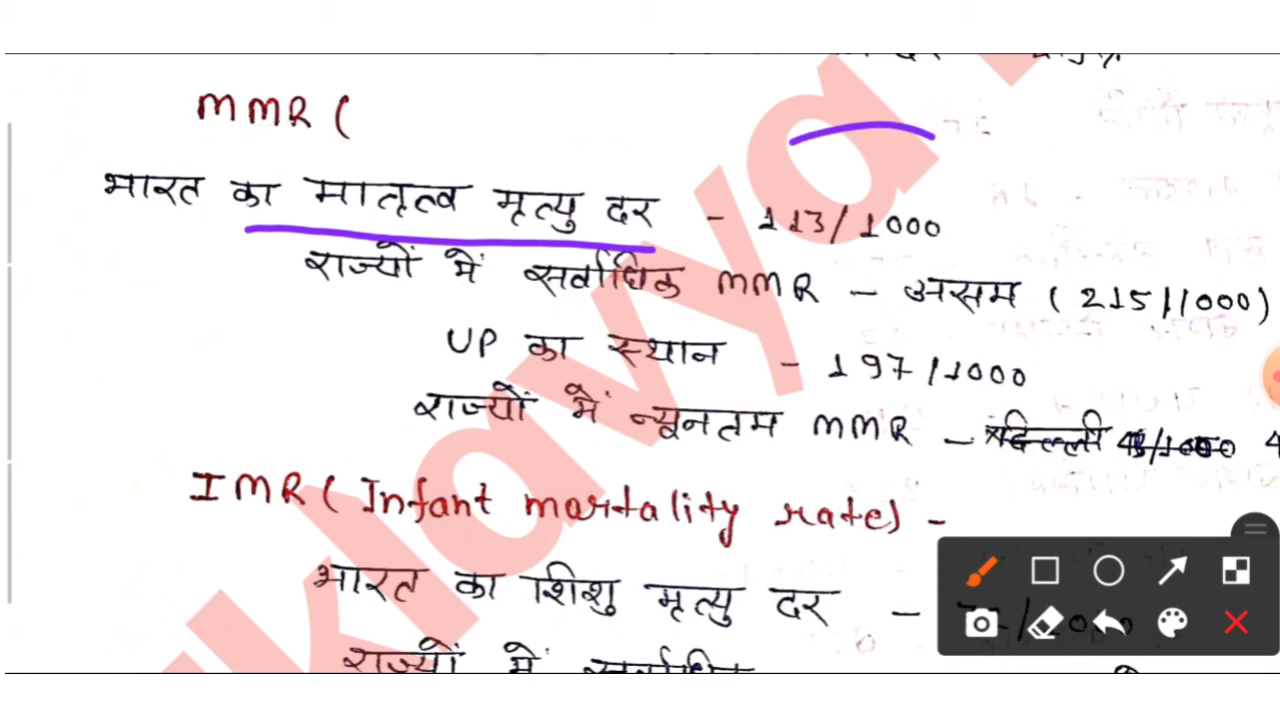 MMR (
भारत का मातृत्व मृत्यु दर - 113/1000
राज्यों में सर्वाधिक MMR - असम (215/1000)
UP का स्थान - 197/1000
राज्यों में न्यूनतम MMR -
IMR (Infant mortality rate) -
भारत का शिशु मृत्यु दर -
राज्यों में सर्वाधिक